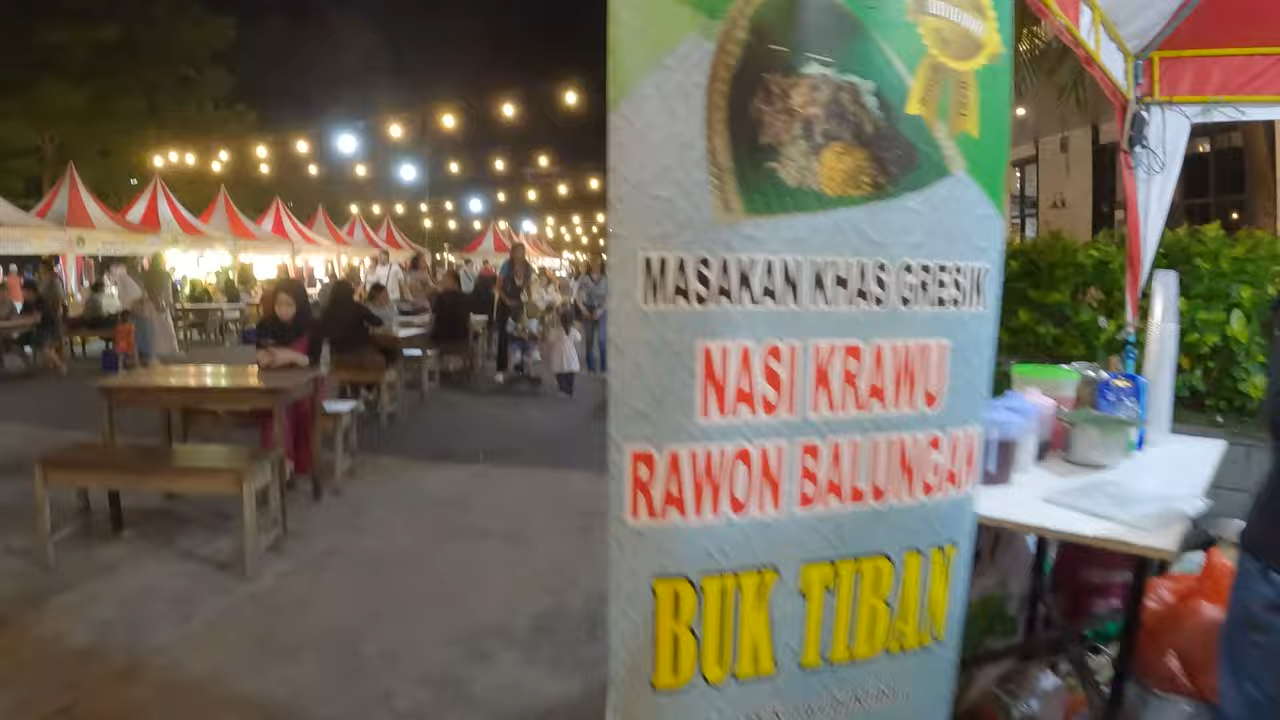 MASAKAN KHAS GRESIK
NASI KRAWU
RAWON BALUNGAN
BUK TIBAN